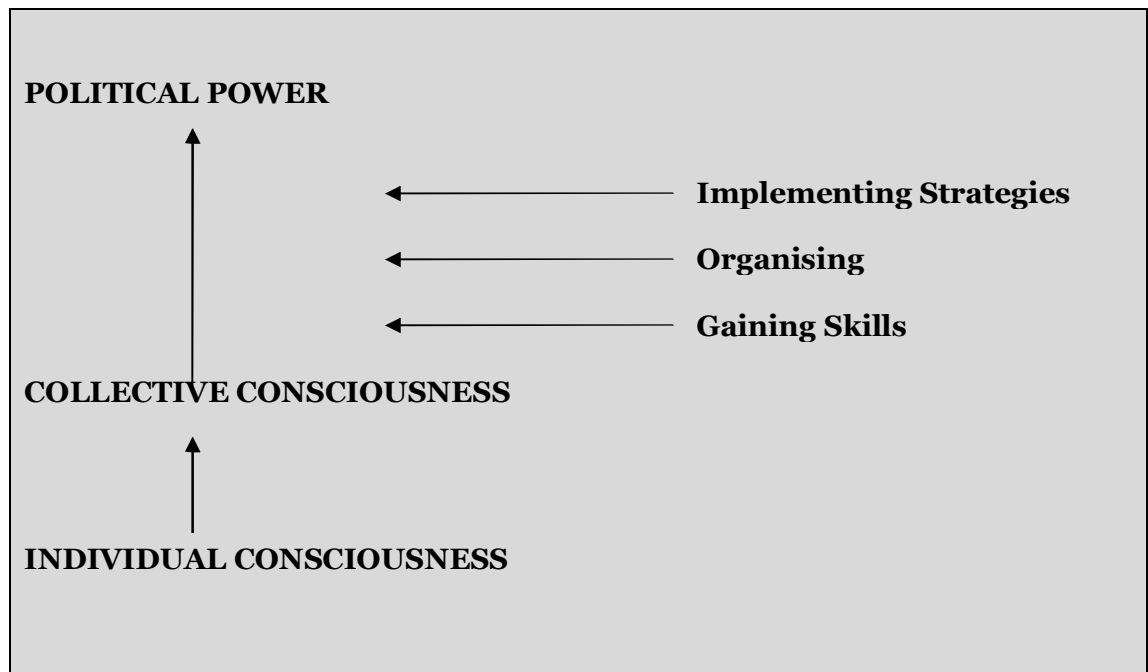 POLITICAL POWER
Implementing Strategies
Organising
Gaining Skills
COLLECTIVE CONSCIOUSNESS
INDIVIDUAL CONSCIOUSNESS